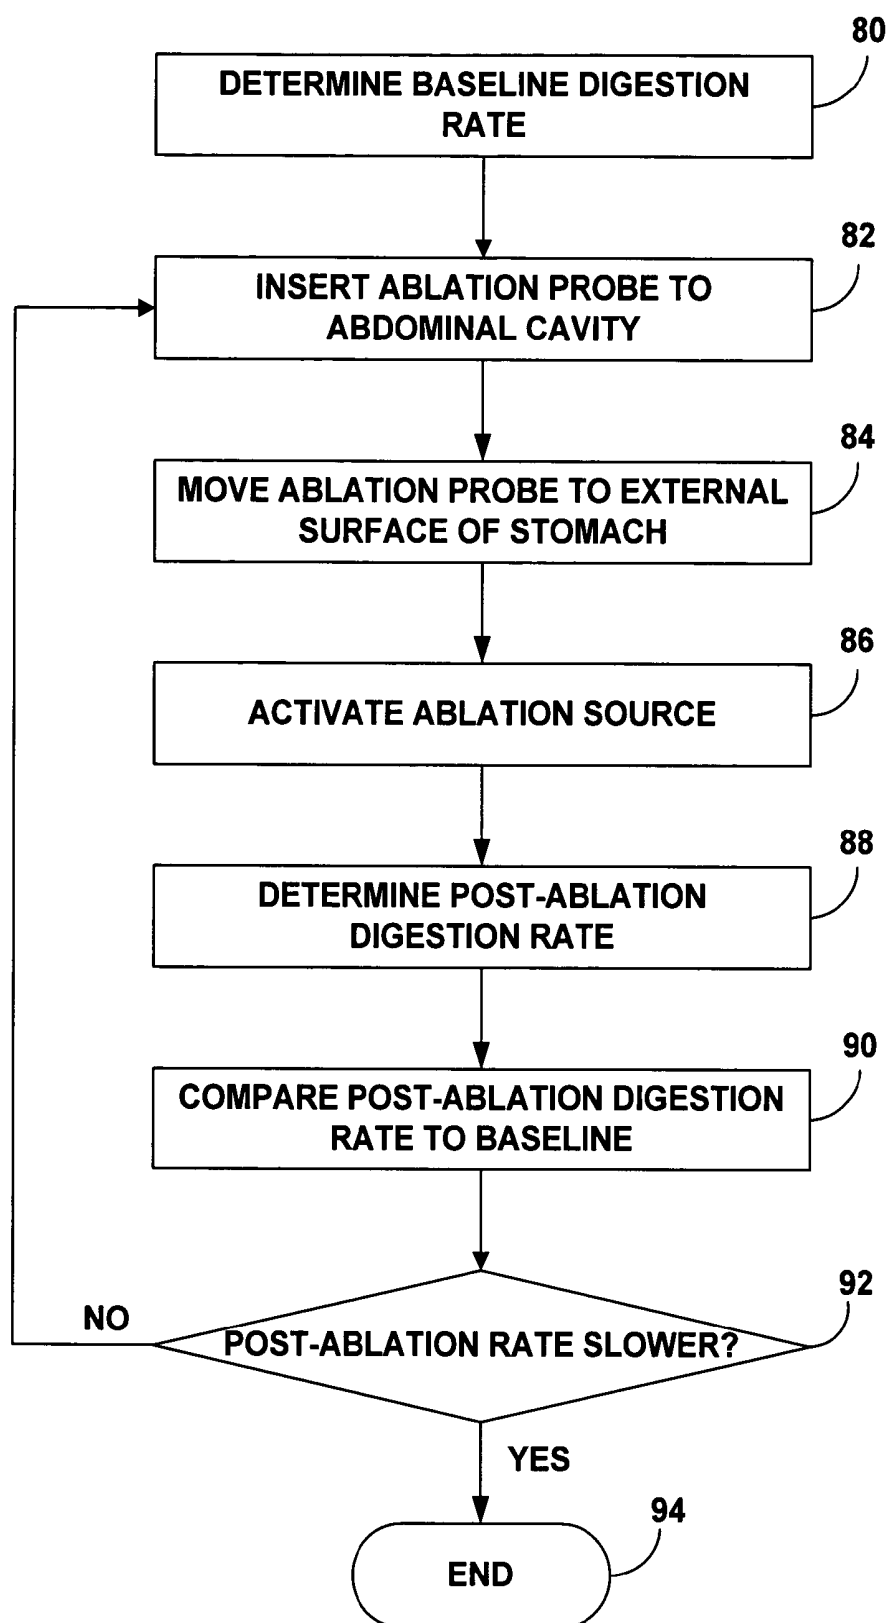 80
DETERMINE BASELINE DIGESTION
RATE
82
INSERT ABLATION PROBE TO
ABDOMINAL CAVITY
84
MOVE ABLATION PROBE TO EXTERNAL
SURFACE OF STOMACH
86
ACTIVATE ABLATION SOURCE
88
DETERMINE POST-ABLATION
DIGESTION RATE
90
COMPARE POST-ABLATION DIGESTION
RATE TO BASELINE
92
NO
POST-ABLATION RATE SLOWER?
YES
94
END